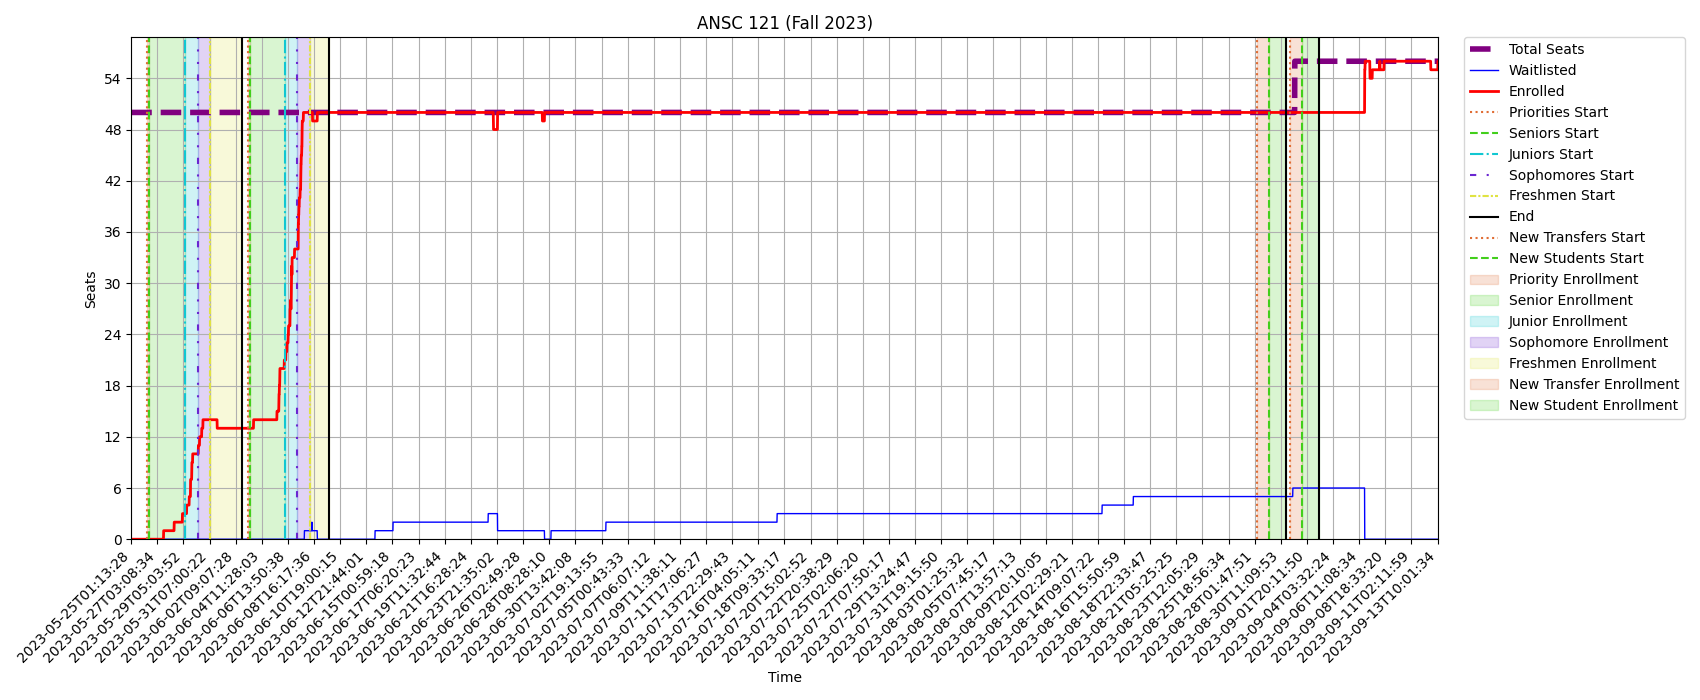 ANSC 121 (Fall 2023)
Seats
54
48
42
36
30
24
18
12
6
0
2023-05-25T01:13:28
2023-05-27T03:08:34
2023-05-29T05:03:52
2023-05-31T07:00:22
2023-06-02T09:07:28
2023-06-04T11:28:03
2023-06-06T13:50:38
2023-06-08T16:17:36
2023-06-10T19:00:15
2023-06-12T21:44:01
2023-06-15T00:59:18
2023-06-17T06:20:23
2023-06-19T11:32:44
2023-06-21T16:28:24
2023-06-23T21:35:02
2023-06-26T02:49:28
2023-06-28T08:28:10
2023-06-30T13:42:08
2023-07-02T19:13:55
2023-07-05T00:43:33
2023-07-07T06:07:12
2023-07-09T11:38:11
2023-07-11T17:06:27
2023-07-13T22:29:43
2023-07-16T04:05:11
2023-07-18T09:33:17
2023-07-20T15:02:52
2023-07-22T20:38:29
2023-07-25T02:06:20
2023-07-27T07:50:17
2023-07-29T13:24:47
2023-07-31T19:15:50
2023-08-03T01:25:32
2023-08-05T07:45:17
2023-08-07T13:57:13
2023-08-09T20:10:05
2023-08-12T02:29:21
2023-08-14T09:07:22
2023-08-16T15:50:59
2023-08-18T22:33:47
2023-08-21T05:25:25
2023-08-23T12:05:29
2023-08-25T18:56:34
2023-08-28T01:47:51
2023-08-30T11:09:53
2023-09-01T20:11:50
2023-09-04T03:32:24
2023-09-06T11:08:34
2023-09-08T18:33:20
2023-09-11T02:11:59
2023-09-13T10:01:34
Time
Total Seats
Waitlisted
Enrolled
Priorities Start
Seniors Start
Juniors Start
Sophomores Start
Freshmen Start
End
New Transfers Start
New Students Start
Priority Enrollment
Senior Enrollment
Junior Enrollment
Sophomore Enrollment
Freshmen Enrollment
New Transfer Enrollment
New Student Enrollment